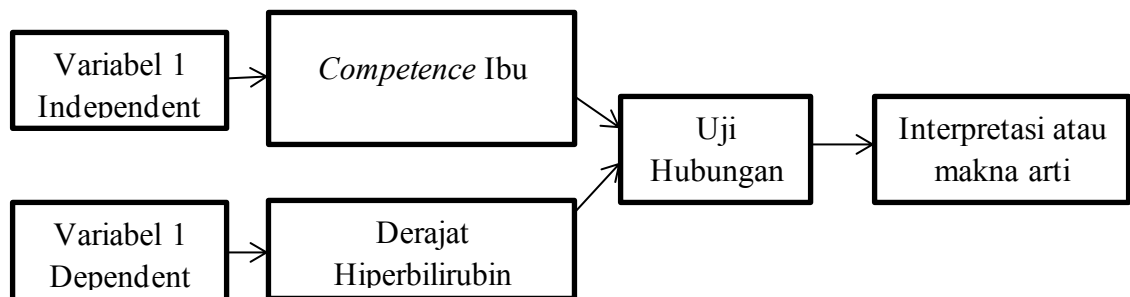 Variabel 1
Independent
Competence Ibu
Uji
Hubungan
Interpretasi atau
makna arti
Variabel 1
Dependent
Derajat
Hiperbilirubin